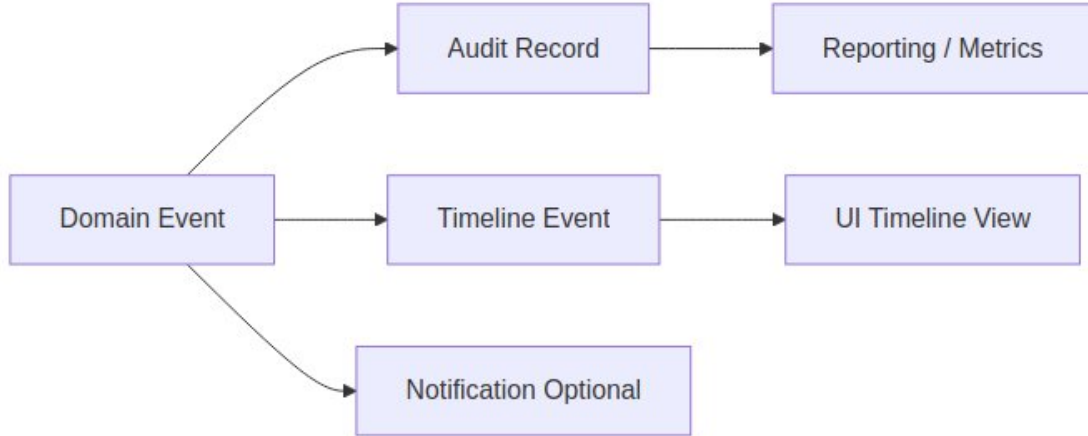 Audit Record
Reporting / Metrics
Domain Event
Timeline Event
UI Timeline View
Notification Optional